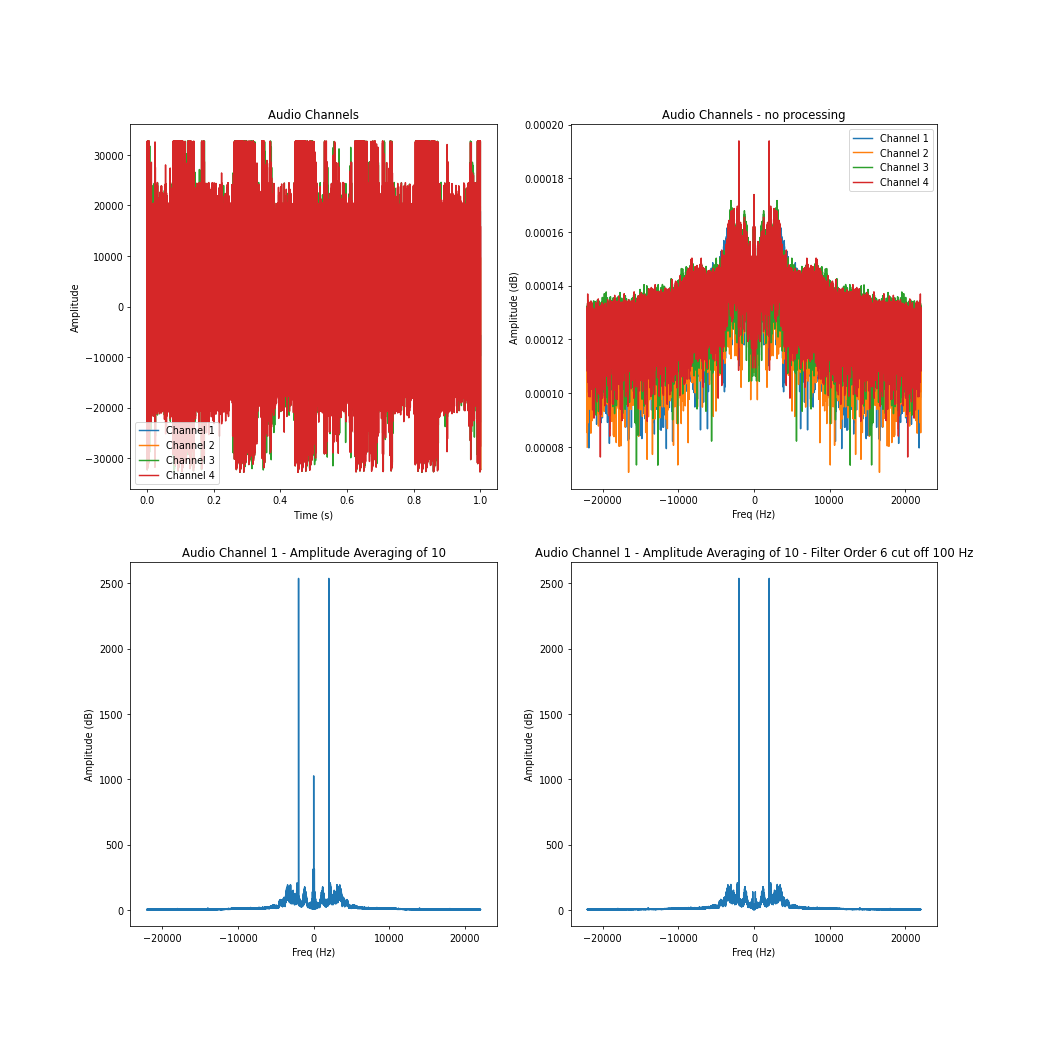 Audio Channels
30000
20000
10000
0
−10000
−20000
−30000
Amplitude
Channel 1
Channel 2
Channel 3
Channel 4
0.0 0.2 0.4 0.6 0.8 1.0
Time (s)
Audio Channels - no processing
0.00020
0.00018
0.00016
0.00014
0.00012
0.00010
0.00008
Amplitude (dB)
Channel 1
Channel 2
Channel 3
Channel 4
−20000 −10000 0 10000 20000
Freq (Hz)
Audio Channel 1 - Amplitude Averaging of 10
2500
2000
1500
1000
500
0
Amplitude (dB)
−20000 −10000 0 10000 20000
Freq (Hz)
Audio Channel 1 - Amplitude Averaging of 10 - Filter Order 6 cut off 100 Hz
2500
2000
1500
1000
500
0
Amplitude (dB)
−20000 −10000 0 10000 20000
Freq (Hz)